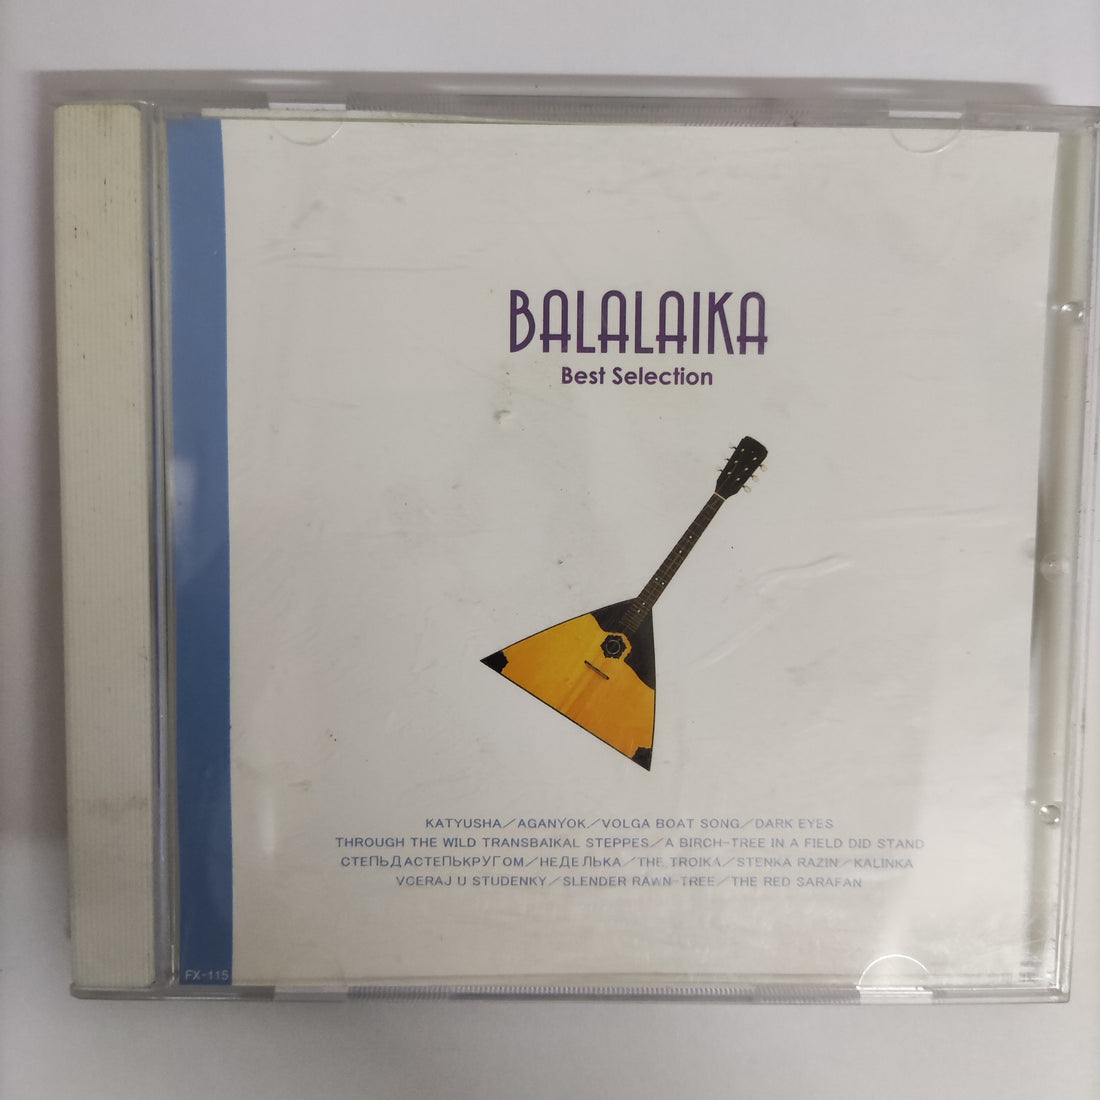 BALALAIKA
Best Selection
KATYUSHA／AGANYOK／VOLGA BOAT SONG／DARK EYES
THROUGH THE WILD TRANSBAIKAL STEPPES／A BIRCH-TREE IN A FIELD DID STAND
СТЕПЬДАСТЕПЬКРУГОМ／НЕДЕЛЬКА／THE TROIKA／STENKA RAZIN／KALINKA
VCERAJ U STUDENKY／SLENDER RAWN-TREE／THE RED SARAFAN
FX-115